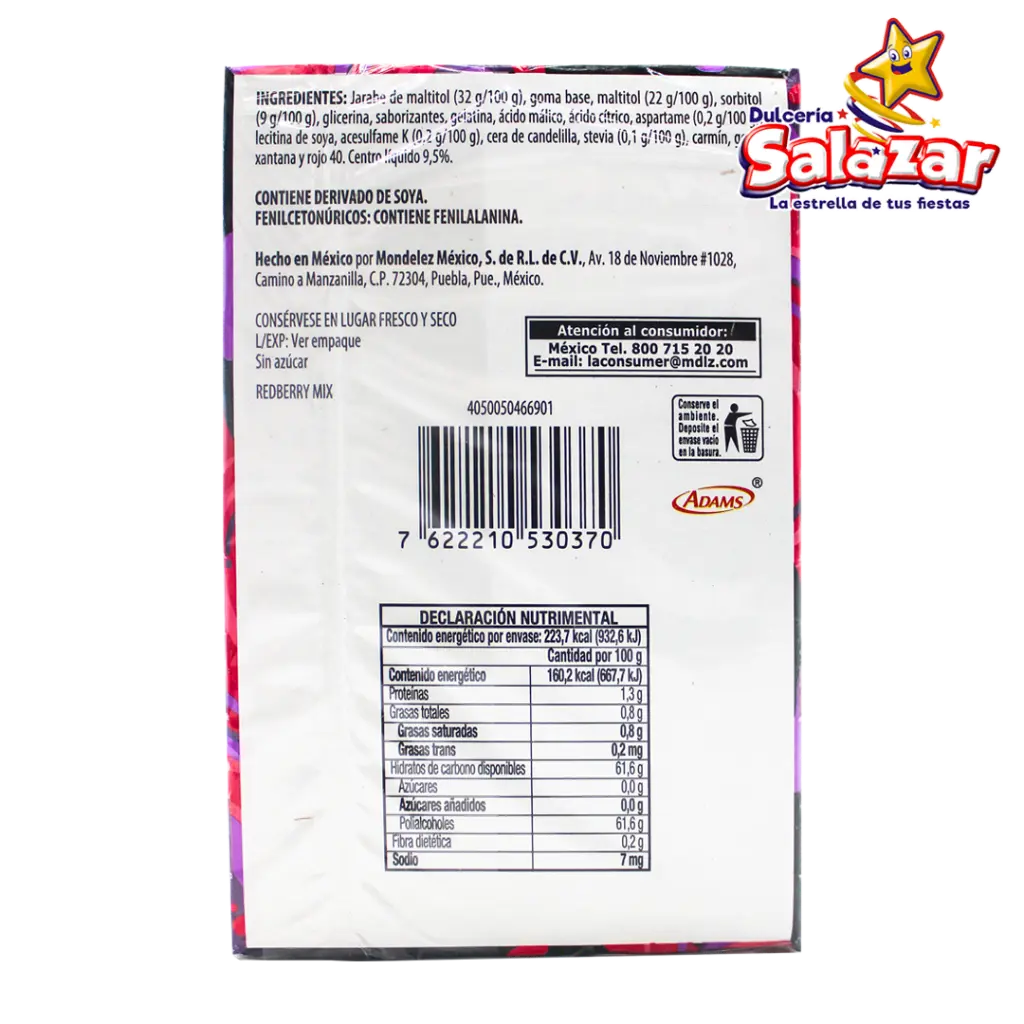 INGREDIENTES: Jarabe de maltitol (32 g/100 g), goma base, maltitol (22 g/100 g), sorbitol
(9 g/100 g), glicerina, saborizantes, gelatina, ácido málico, ácido cítrico, aspartame (0,2 g/100
lecitina de soya, acesulfame K (0,2 g/100 g), cera de candelilla, stevia (0,1 g/100 g), carmín,
xantana y rojo 40. Centro líquido 9,5%.
Dulcería
Salazar
La estrella de tus fiestas
CONTIENE DERIVADO DE SOYA.
FENILCETONÚRICOS: CONTIENE FENILALANINA.
Hecho en México por Mondelez México, S. de R.L. de C.V., Av. 18 de Noviembre #1028,
Camino a Manzanilla, C.P. 72304, Puebla, Pue., México.
CONSÉRVESE EN LUGAR FRESCO Y SECO
L/EXP: Ver empaque
Sin azúcar
REDBERRY MIX
Atención al consumidor:
México Tel. 800 715 20 20
E-mail: laconsumer@mdlz.com
4050050466901
Conserve el
ambiente.
Deposite el
envase vacío
en la basura.
ADAMS®
7 622210 530370
DECLARACIÓN NUTRIMENTAL
Contenido energético por envase: 223,7 kcal (932,6 kJ)
Cantidad por 100 g
Contenido energético 160,2 kcal (667,7 kJ)
Proteínas 1,3 g
Grasas totales 0,8 g
Grasas saturadas 0,8 g
Grasas trans 0,2 mg
Hidratos de carbono disponibles 61,6 g
Azúcares 0,0 g
Azúcares añadidos 0,0 g
Polialcoholes 61,6 g
Fibra dietética 0,2 g
Sodio 7 mg